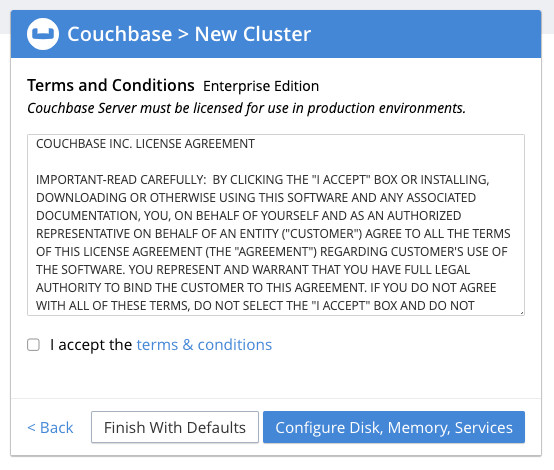 Couchbase > New Cluster
Terms and Conditions Enterprise Edition
Couchbase Server must be licensed for use in production environments.
COUCHBASE INC. LICENSE AGREEMENT
IMPORTANT-READ CAREFULLY:  BY CLICKING THE "I ACCEPT" BOX OR INSTALLING,
DOWNLOADING OR OTHERWISE USING THIS SOFTWARE AND ANY ASSOCIATED
DOCUMENTATION, YOU, ON BEHALF OF YOURSELF AND AS AN AUTHORIZED
REPRESENTATIVE ON BEHALF OF AN ENTITY ("CUSTOMER") AGREE TO ALL THE TERMS
OF THIS LICENSE AGREEMENT (THE "AGREEMENT") REGARDING CUSTOMER'S USE OF
THE SOFTWARE. YOU REPRESENT AND WARRANT THAT YOU HAVE FULL LEGAL
AUTHORITY TO BIND THE CUSTOMER TO THIS AGREEMENT. IF YOU DO NOT AGREE
WITH ALL OF THESE TERMS, DO NOT SELECT THE "I ACCEPT" BOX AND DO NOT
I accept the terms & conditions
< Back
Finish With Defaults
Configure Disk, Memory, Services